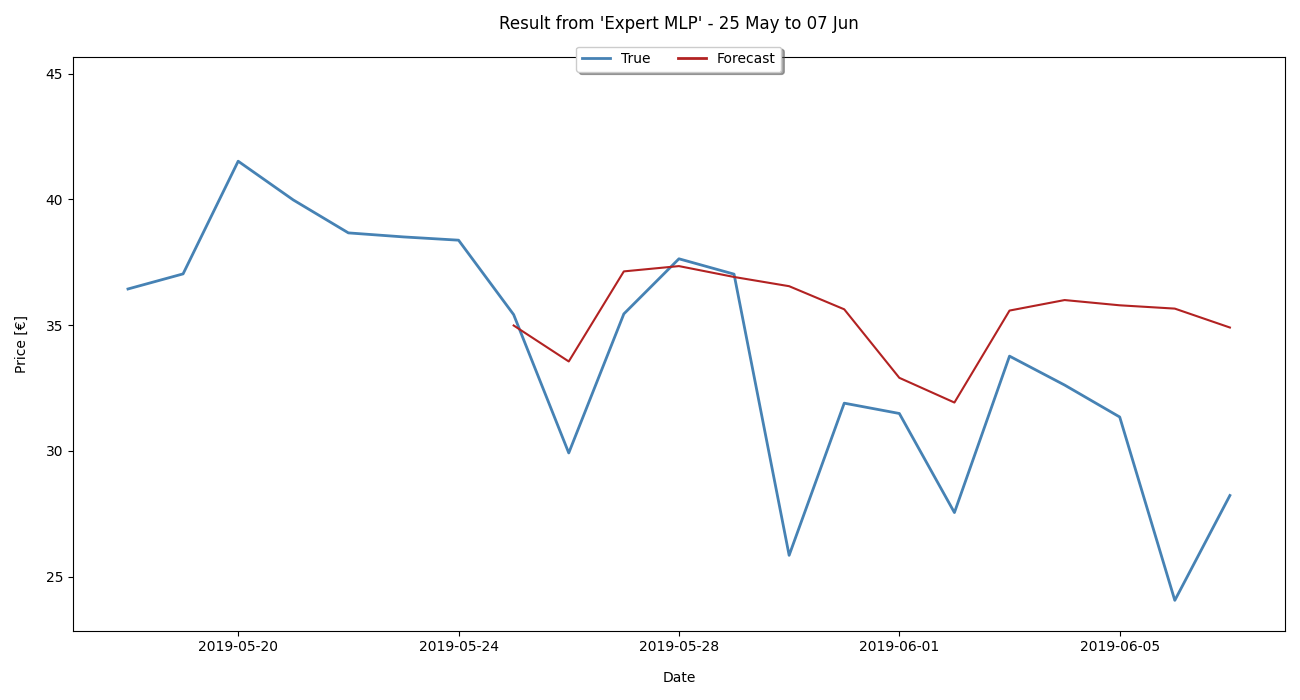 Result from 'Expert MLP' - 25 May to 07 Jun
True Forecast
45
40
35
30
25
Price [€]
2019-05-20 2019-05-24 2019-05-28 2019-06-01 2019-06-05
Date